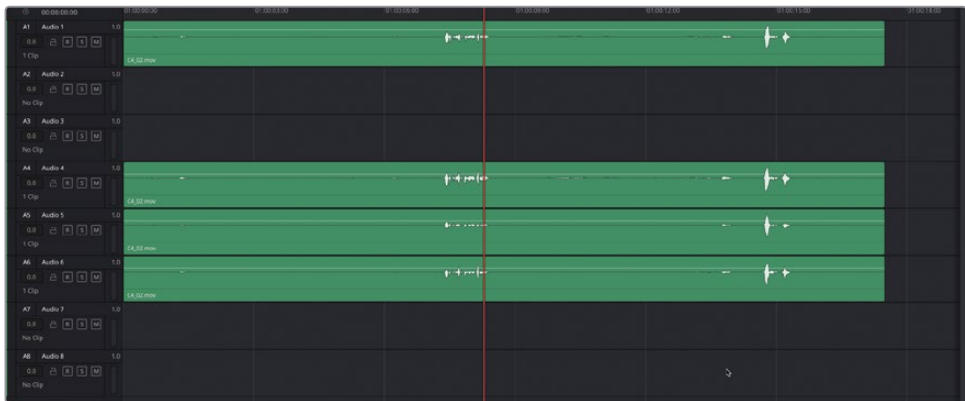 00:00:00:00 01:00:00:00 01:00:03:00 01:00:06:00 01:00:09:00 01:00:12:00 01:00:15:00 01:00:18:00
A1 Audio 1 1.0
0.0 R S M
1 Clip
C4_02.mov
A2 Audio 2 1.0
0.0 R S M
No Clip
A3 Audio 3 1.0
0.0 R S M
No Clip
A4 Audio 4 1.0
0.0 R S M
1 Clip
C4_02.mov
A5 Audio 5 1.0
0.0 R S M
1 Clip
C4_02.mov
A6 Audio 6 1.0
0.0 R S M
1 Clip
C4_02.mov
A7 Audio 7 1.0
0.0 R S M
No Clip
A8 Audio 8 1.0
0.0 R S M
No Clip